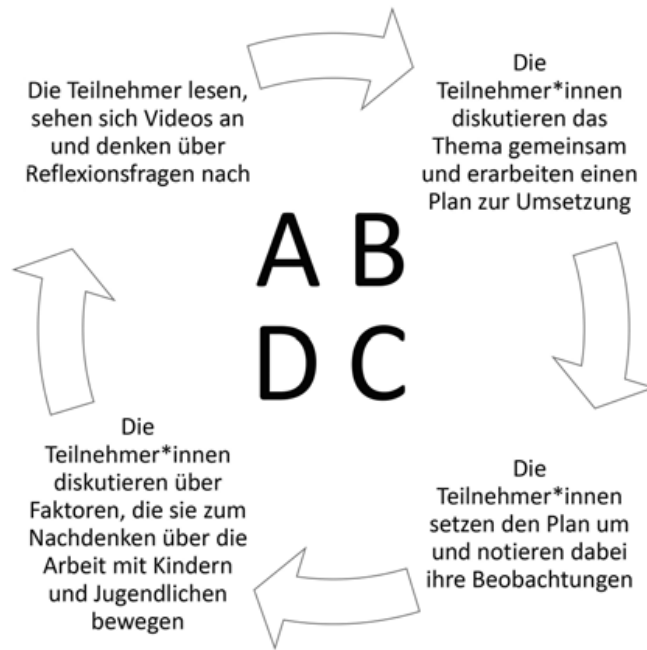 Die Teilnehmer lesen,
sehen sich Videos an
und denken über
Reflexionsfragen nach
Die
Teilnehmer*innen
diskutieren das
Thema gemeinsam
und erarbeiten einen
Plan zur Umsetzung
A B
D C
Die
Teilnehmer*innen
setzen den Plan um
und notieren dabei
ihre Beobachtungen
Die
Teilnehmer*innen
diskutieren über
Faktoren, die sie zum
Nachdenken über die
Arbeit mit Kindern
und Jugendlichen
bewegen